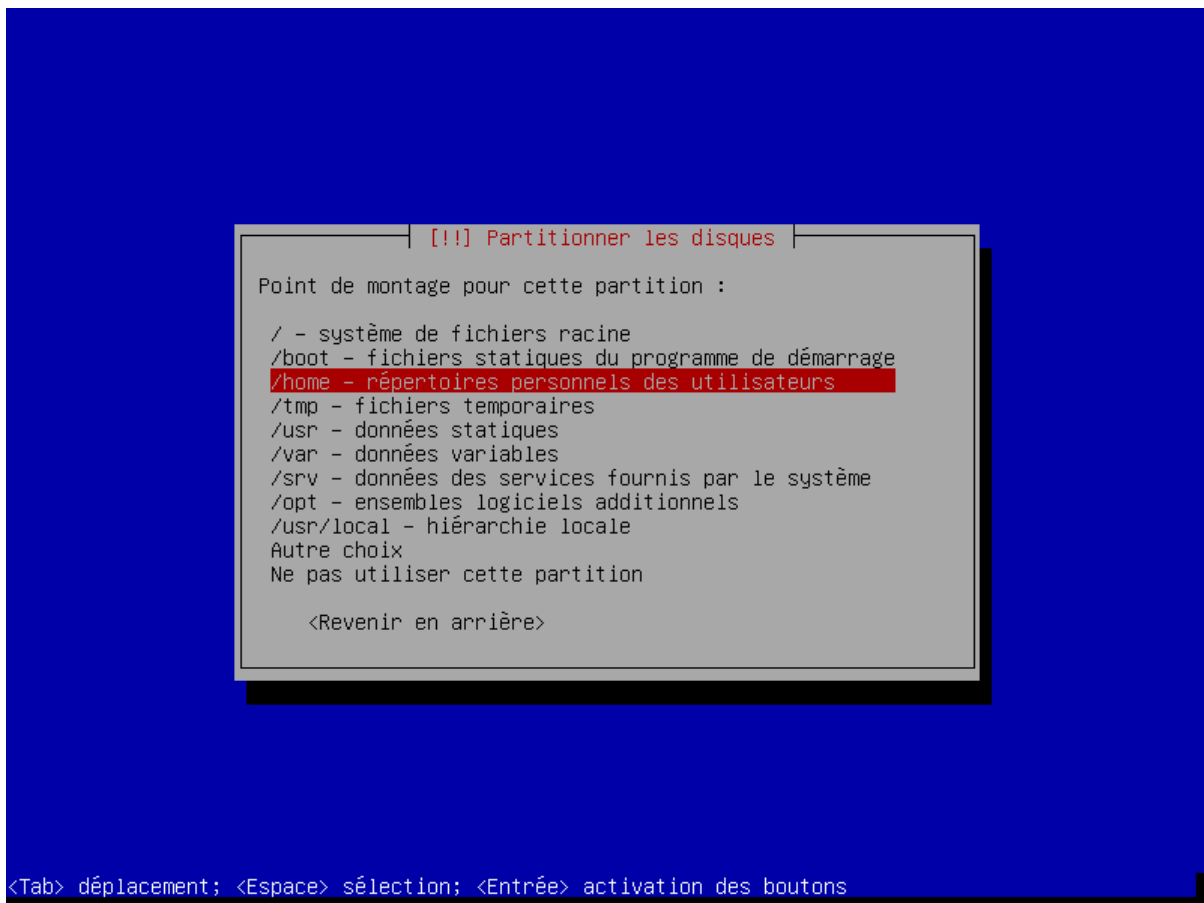 [!!] Partitionner les disques
Point de montage pour cette partition :
/ – système de fichiers racine
/boot – fichiers statiques du programme de démarrage
/home – répertoires personnels des utilisateurs
/tmp – fichiers temporaires
/usr – données statiques
/var – données variables
/srv – données des services fournis par le système
/opt – ensembles logiciels additionnels
/usr/local – hiérarchie locale
Autre choix
Ne pas utiliser cette partition
<Revenir en arrière>
<Tab> déplacement; <Espace> sélection; <Entrée> activation des boutons